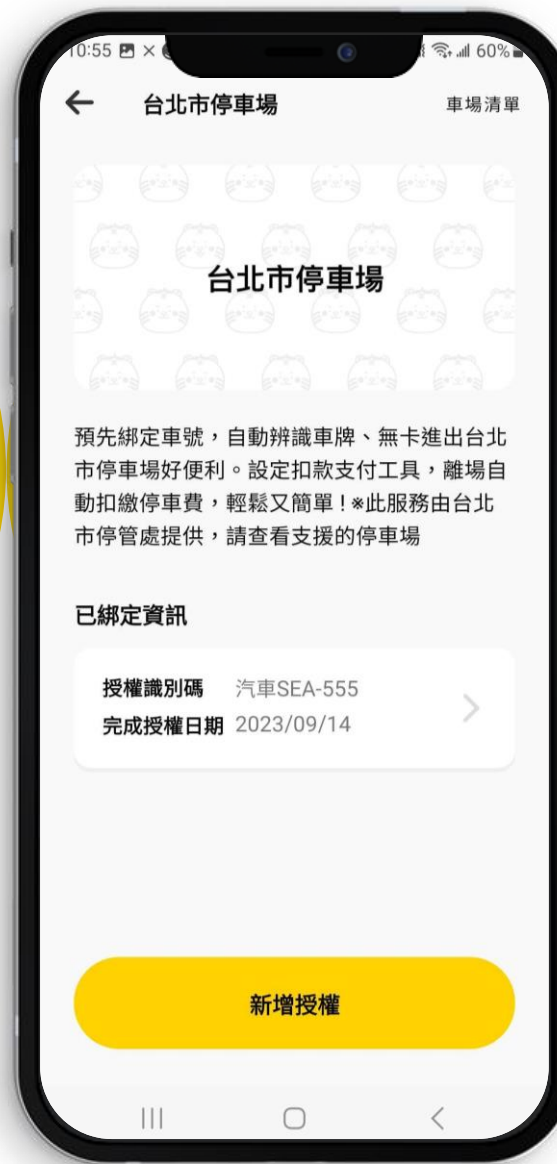 10:55
60%
台北市停車場
車場清單
台北市停車場
預先綁定車號，自動辨識車牌、無卡進出台北
市停車場好便利。設定扣款支付工具，離場自
動扣繳停車費，輕鬆又簡單！※此服務由台北
市停管處提供，請查看支援的停車場
已綁定資訊
授權識別碼 汽車SEA-555
完成授權日期 2023/09/14
新增授權